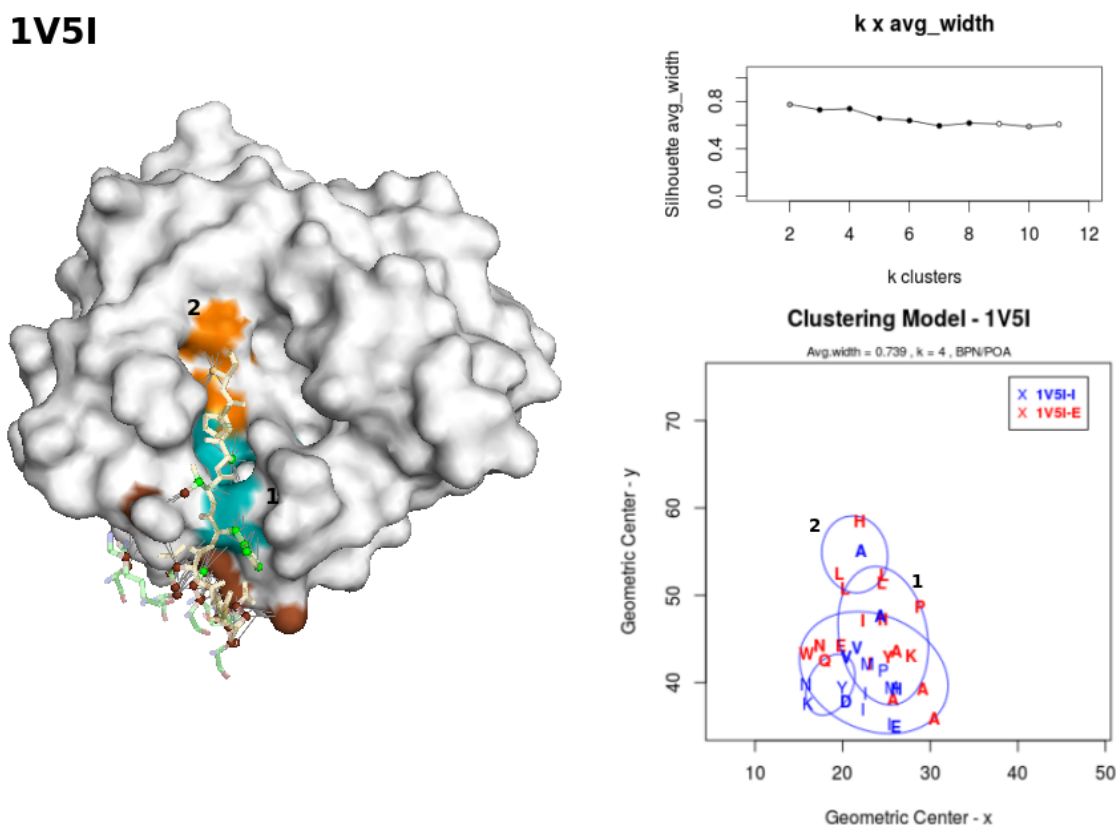 1V5I
2
1
k x avg_width
Silhouette avg_width
0.0
0.4
0.8
2
4
6
8
10
12
k clusters
Clustering Model - 1V5I
Avg.width = 0.739 , k = 4 , BPN/POA
X 1V5I-I
X 1V5I-E
Geometric Center - y
40
50
60
70
2
H
A
L
L
1
P
A
E
W
N
Q
V
V
A
K
P
N
K
Y
D
I
I
A
A
A
E
10
20
30
40
50
Geometric Center - x